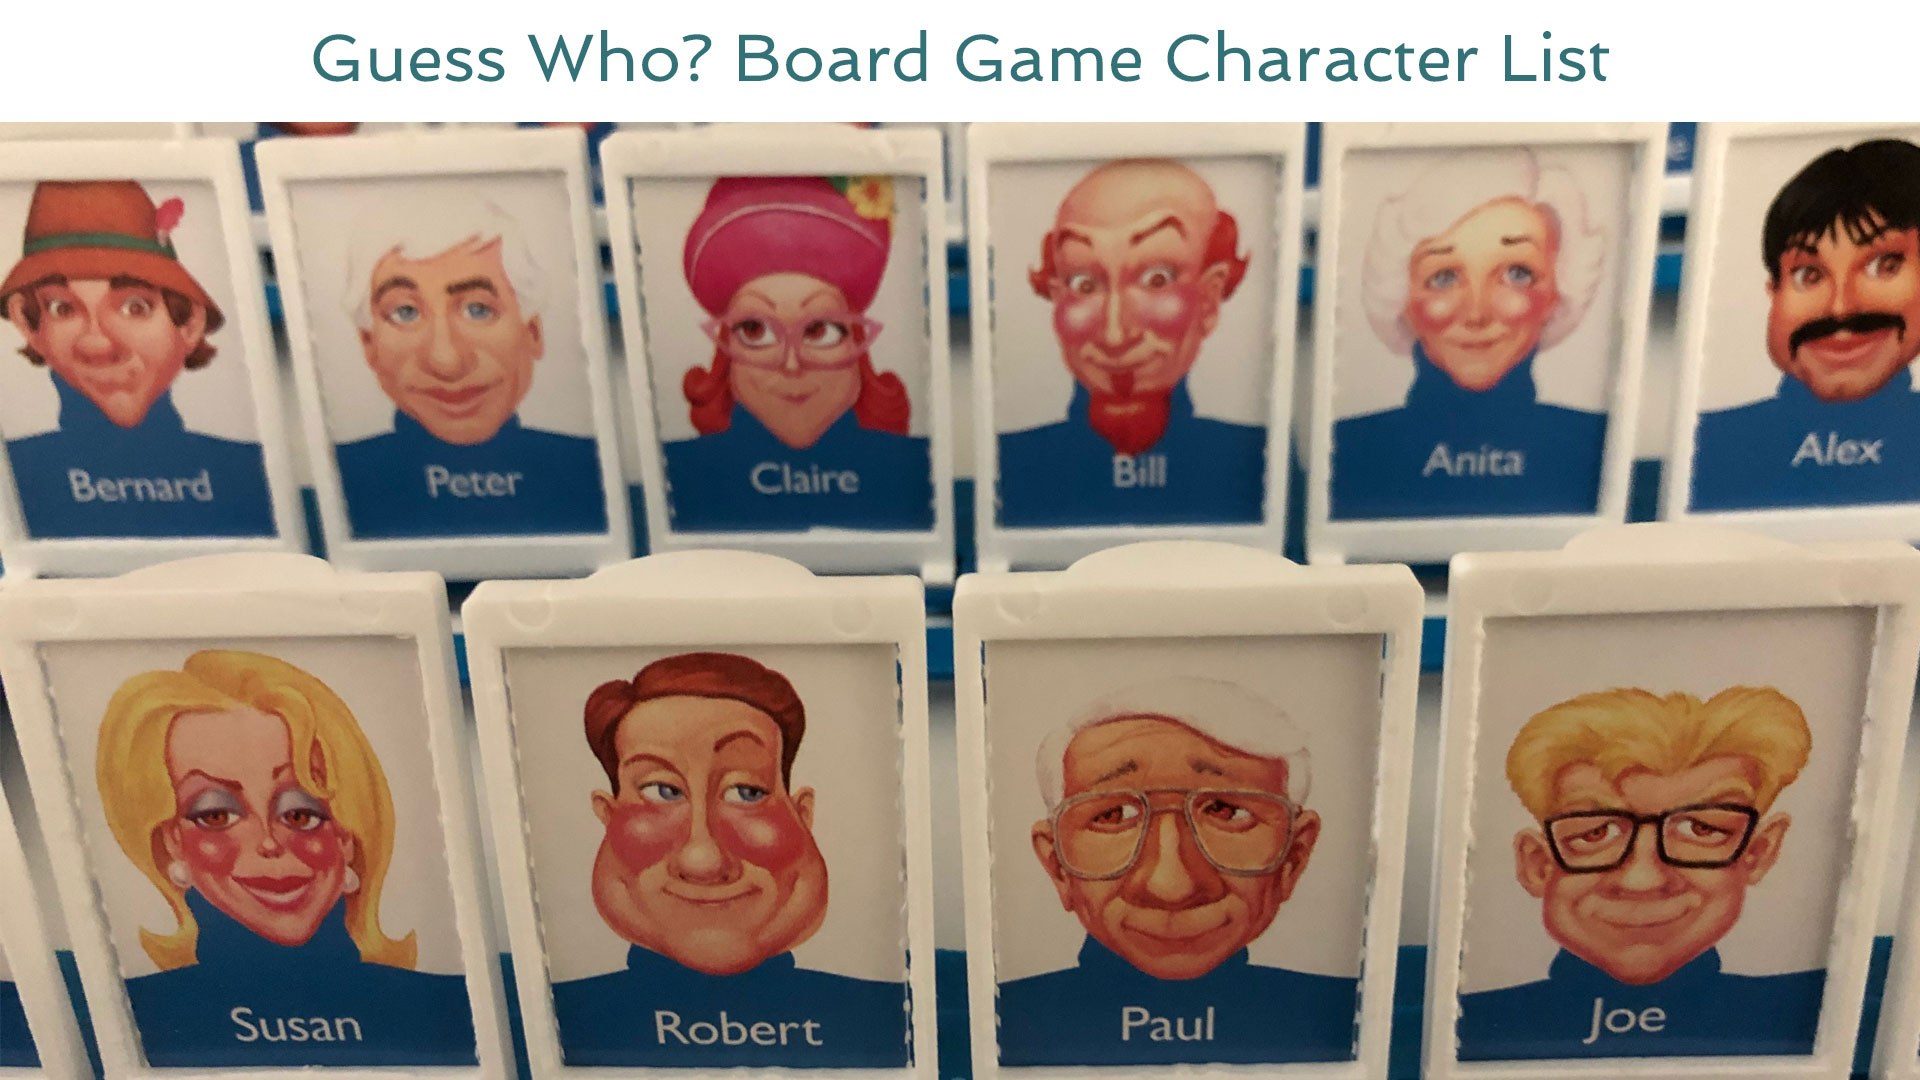 Guess Who? Board Game Character List
Bernard
Peter
Claire
Bill
Anita
Alex
Susan
Robert
Paul
Joe